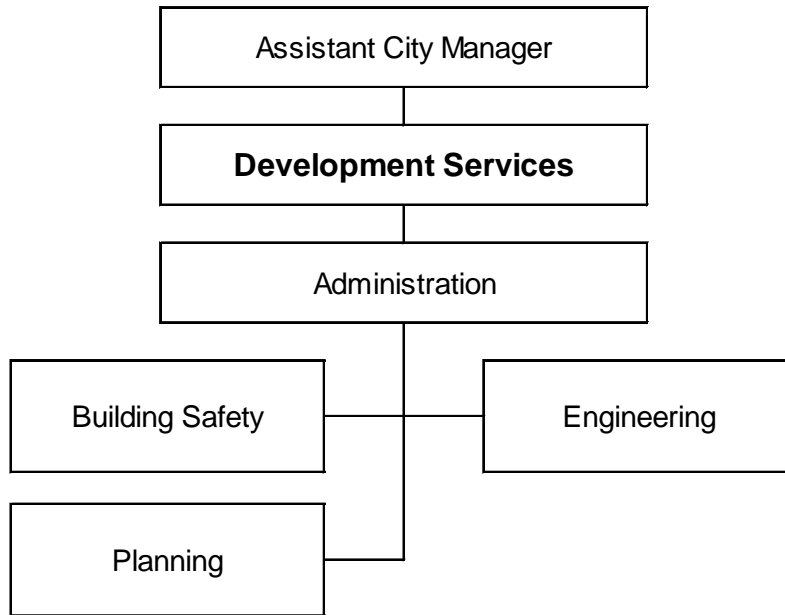 Assistant City Manager
Development Services
Administration
Building Safety
Engineering
Planning